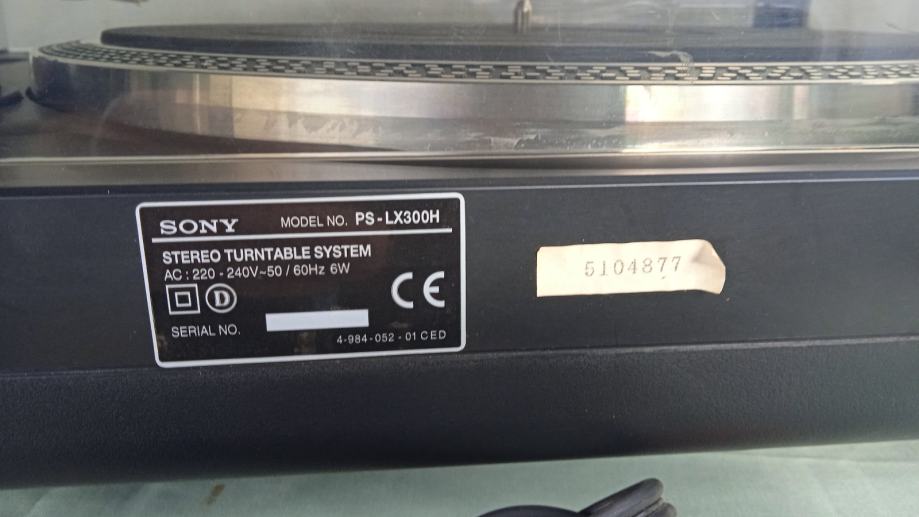 SONY MODEL NO. PS-LX300H
STEREO TURNTABLE SYSTEM
AC : 220 - 240V~50 / 60Hz 6W
D
CE
SERIAL NO.
4-984-052-01 CED
5104877